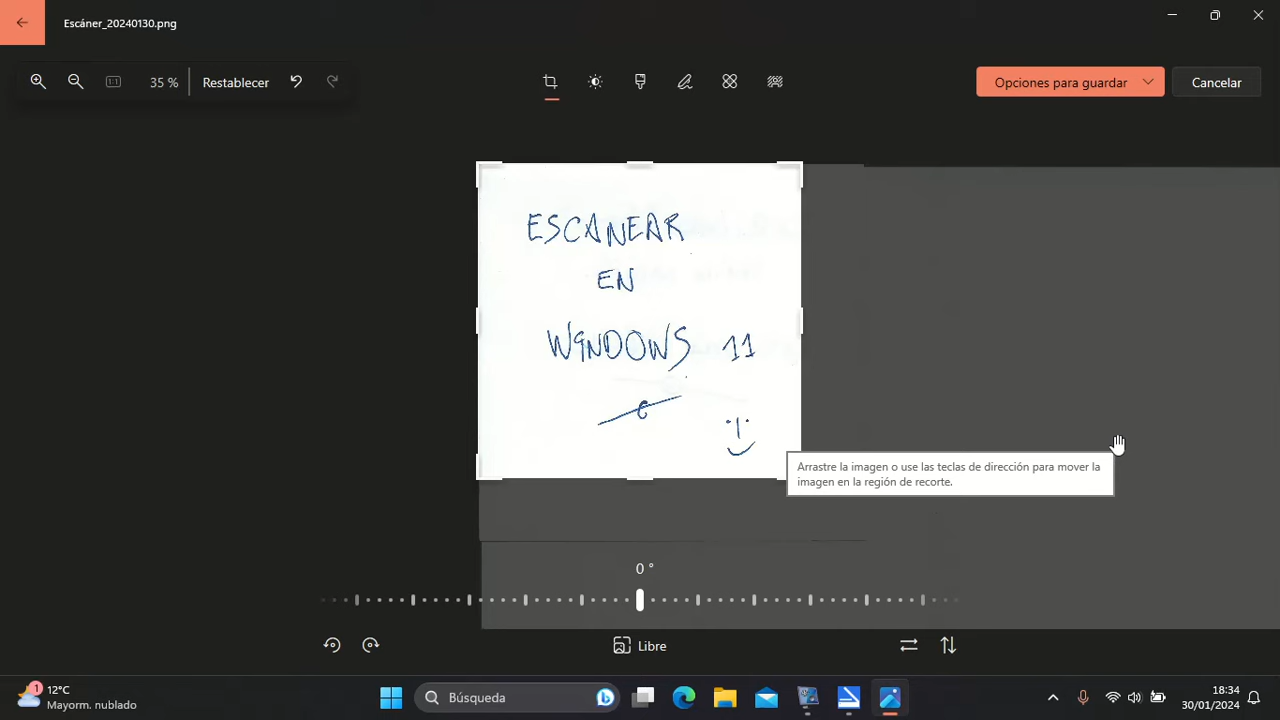 Escáner_20240130.png
35 % Restablecer
Opciones para guardar
Cancelar
ESCANEAR
EN
WINDOWS 11
Arrastre la imagen o use las teclas de dirección para mover la
imagen en la región de recorte.
0 °
Libre
1
12°C
Mayorm. nublado
Búsqueda
18:34
30/01/2024